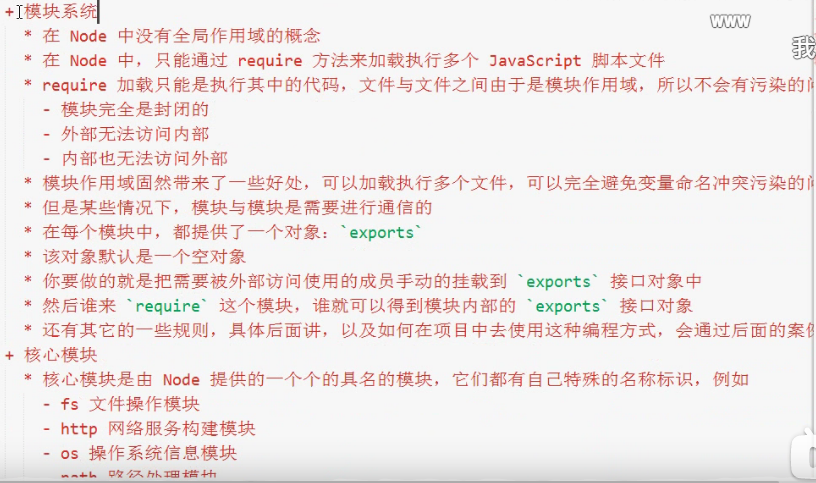 + 模块系统
www
我
* 在 Node 中没有全局作用域的概念
* 在 Node 中，只能通过 require 方法来加载执行多个 JavaScript 脚本文件
* require 加载只能是执行其中的代码，文件与文件之间由于是模块作用域，所以不会有污染的
- 模块完全是封闭的
- 外部无法访问内部
- 内部也无法访问外部
* 模块作用域固然带来了一些好处，可以加载执行多个文件，可以完全避免变量命名冲突污染的
* 但是某些情况下，模块与模块是需要进行通信的
* 在每个模块中，都提供了一个对象：`exports`
* 该对象默认是一个空对象
* 你要做的就是把需要被外部访问使用的成员手动的挂载到 `exports` 接口对象中
* 然后谁来 `require` 这个模块，谁就可以得到模块内部的 `exports` 接口对象
* 还有其它的一些规则，具体后面讲，以及如何在项目中去使用这种编程方式，会通过后面的案
+ 核心模块
* 核心模块是由 Node 提供的一个个的具名的模块，它们都有自己特殊的名称标识，例如
- fs 文件操作模块
- http 网络服务构建模块
- os 操作系统信息模块
- path 路径处理模块